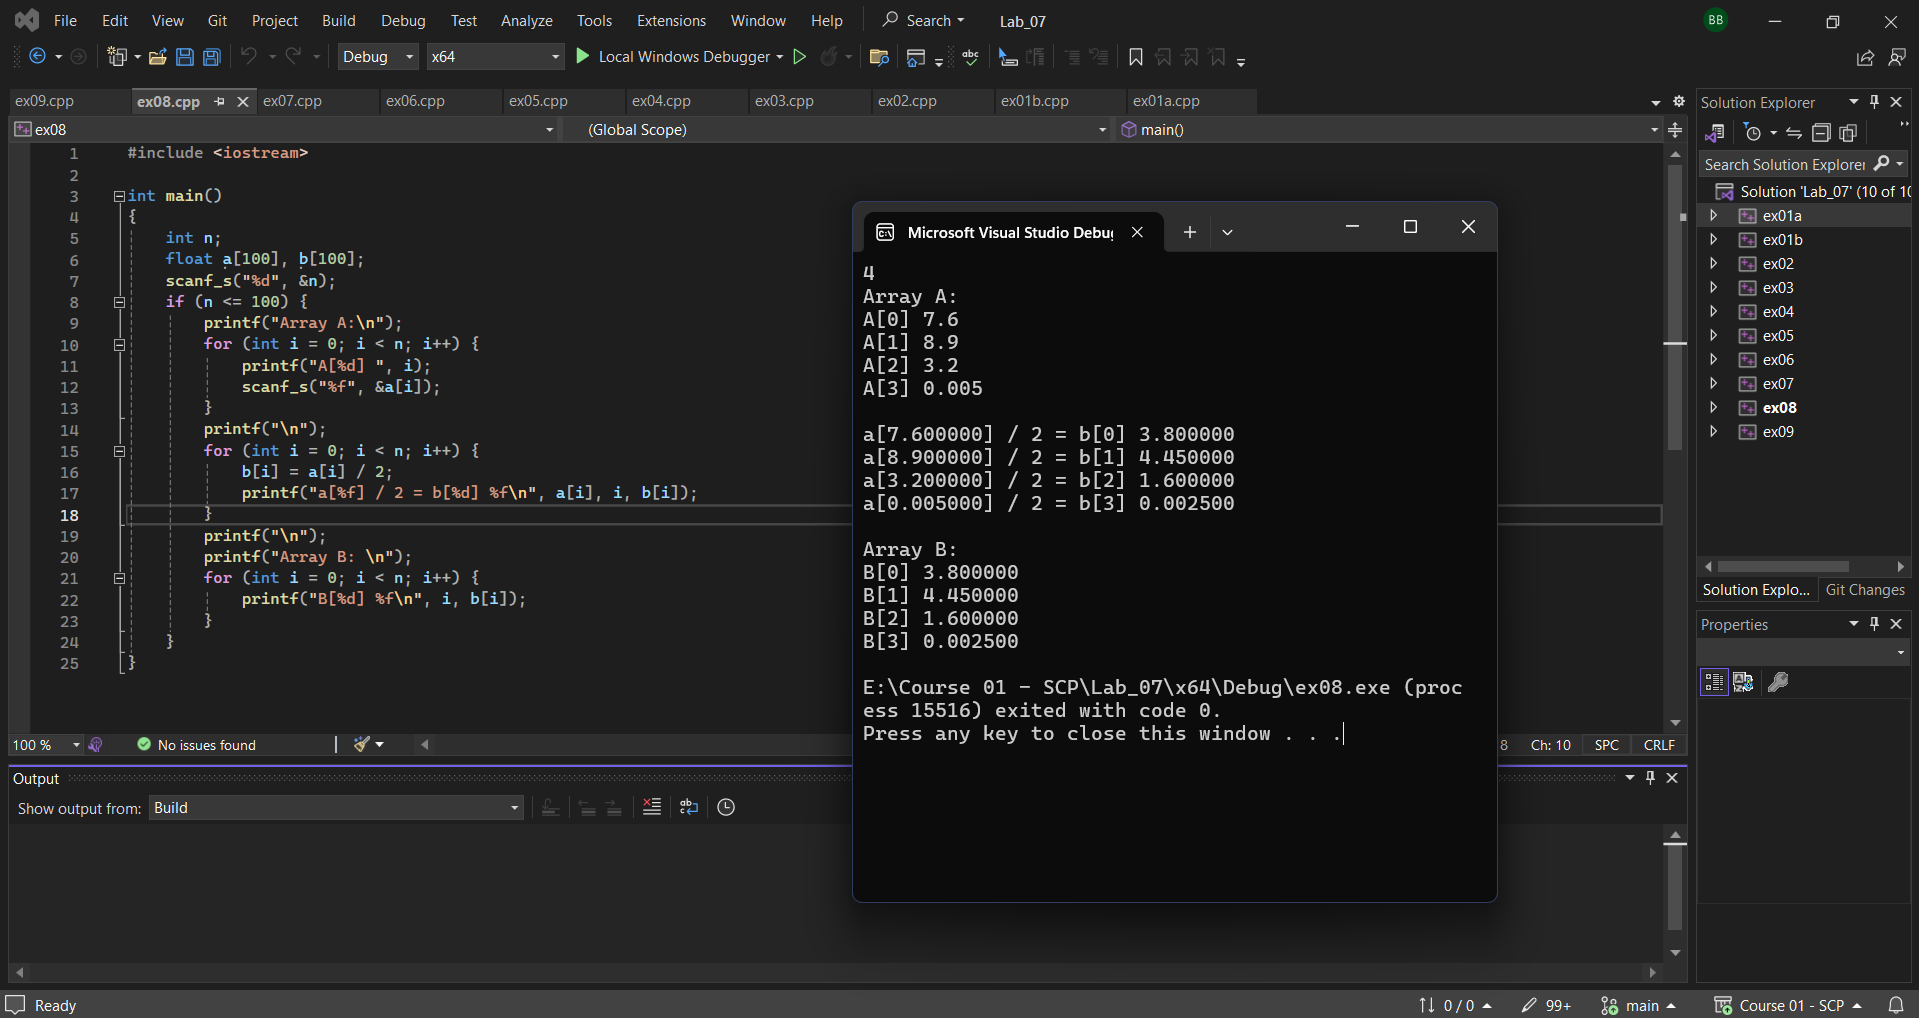 File Edit View Git Project Build Debug Test Analyze Tools Extensions Window Help Search Lab_07 BB
Debug x64 Local Windows Debugger
ex09.cpp ex08.cpp ex07.cpp ex06.cpp ex05.cpp ex04.cpp ex03.cpp ex02.cpp ex01b.cpp ex01a.cpp
ex08 (Global Scope) main()
1 #include <iostream>
2
3 int main()
4 {
5 int n;
6 float a[100], b[100];
7 scanf_s("%d", &n);
8 if (n <= 100) {
9 printf("Array A:\n");
10 for (int i = 0; i < n; i++) {
11 printf("A[%d] ", i);
12 scanf_s("%f", &a[i]);
13 }
14 printf("\n");
15 for (int i = 0; i < n; i++) {
16 b[i] = a[i] / 2;
17 printf("a[%f] / 2 = b[%d] %f\n", a[i], i, b[i]);
18 }
19 printf("\n");
20 printf("Array B: \n");
21 for (int i = 0; i < n; i++) {
22 printf("B[%d] %f\n", i, b[i]);
23 }
24 }
25 }
100 % No issues found
8 Ch: 10 SPC CRLF
Microsoft Visual Studio Debug
4
Array A:
A[0] 7.6
A[1] 8.9
A[2] 3.2
A[3] 0.005
a[7.600000] / 2 = b[0] 3.800000
a[8.900000] / 2 = b[1] 4.450000
a[3.200000] / 2 = b[2] 1.600000
a[0.005000] / 2 = b[3] 0.002500
Array B:
B[0] 3.800000
B[1] 4.450000
B[2] 1.600000
B[3] 0.002500
E:\Course 01 - SCP\Lab_07\x64\Debug\ex08.exe (proc
ess 15516) exited with code 0.
Press any key to close this window . . .
Output
Show output from: Build
Solution Explorer
Search Solution Explorer
Solution 'Lab_07' (10 of 10
ex01a
ex01b
ex02
ex03
ex04
ex05
ex06
ex07
ex08
ex09
Solution Explo... Git Changes
Properties
Ready 0 / 0 99+ main Course 01 - SCP